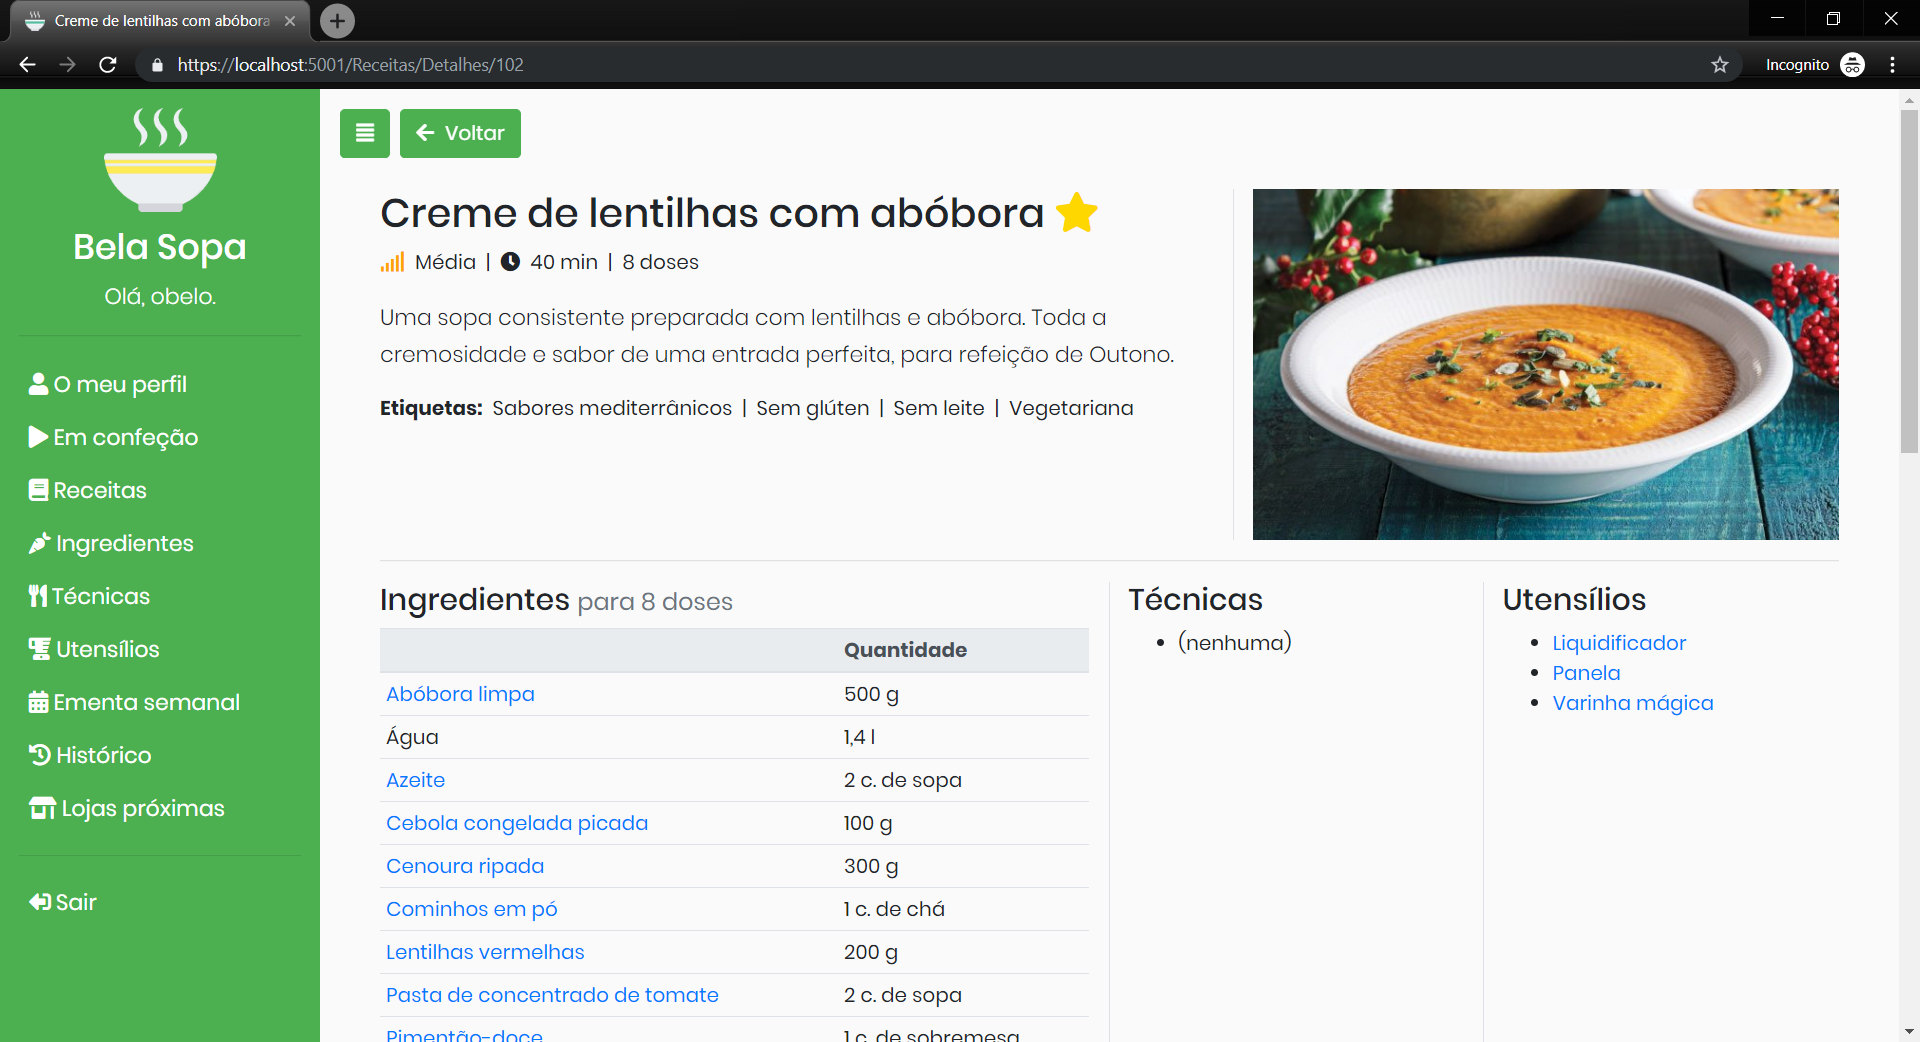 Creme de lentilhas com abóbora
https://localhost:5001/Receitas/Detalhes/102
Incognito
Bela Sopa
Olá, obelo.
O meu perfil
Em confeção
Receitas
Ingredientes
Técnicas
Utensílios
Ementa semanal
Histórico
Lojas próximas
Sair
Voltar
Creme de lentilhas com abóbora
Média | 40 min | 8 doses
Uma sopa consistente preparada com lentilhas e abóbora. Toda a
cremosidade e sabor de uma entrada perfeita, para refeição de Outono.
Etiquetas: Sabores mediterrânicos | Sem glúten | Sem leite | Vegetariana
Ingredientes para 8 doses
Quantidade
Abóbora limpa 500 g
Água 1,4 l
Azeite 2 c. de sopa
Cebola congelada picada 100 g
Cenoura ripada 300 g
Cominhos em pó 1 c. de chá
Lentilhas vermelhas 200 g
Pasta de concentrado de tomate 2 c. de sopa
Pimentão-doce 1 c. de sobremesa
Técnicas
(nenhuma)
Utensílios
Liquidificador
Panela
Varinha mágica